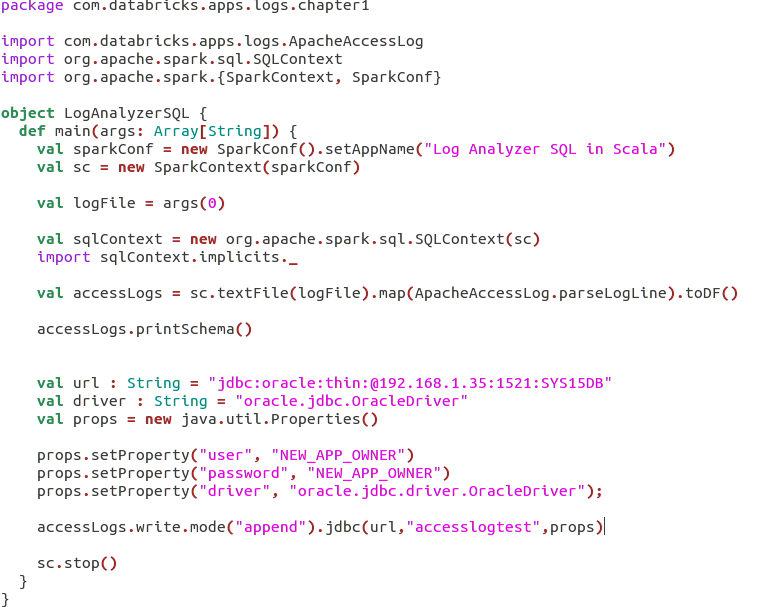 package com.databricks.apps.logs.chapter1
import com.databricks.apps.logs.ApacheAccessLog
import org.apache.spark.sql.SQLContext
import org.apache.spark.{SparkContext, SparkConf}
object LogAnalyzerSQL {
  def main(args: Array[String]) {
    val sparkConf = new SparkConf().setAppName("Log Analyzer SQL in Scala")
    val sc = new SparkContext(sparkConf)
    val logFile = args(0)
    val sqlContext = new org.apache.spark.sql.SQLContext(sc)
    import sqlContext.implicits._
    val accessLogs = sc.textFile(logFile).map(ApacheAccessLog.parseLogLine).toDF()
    accessLogs.printSchema()
    val url : String = "jdbc:oracle:thin:@192.168.1.35:1521:SYS15DB"
    val driver : String = "oracle.jdbc.OracleDriver"
    val props = new java.util.Properties()
    props.setProperty("user", "NEW_APP_OWNER")
    props.setProperty("password", "NEW_APP_OWNER")
    props.setProperty("driver", "oracle.jdbc.driver.OracleDriver");
    accessLogs.write.mode("append").jdbc(url,"accesslogtest",props)
    sc.stop()
  }
}